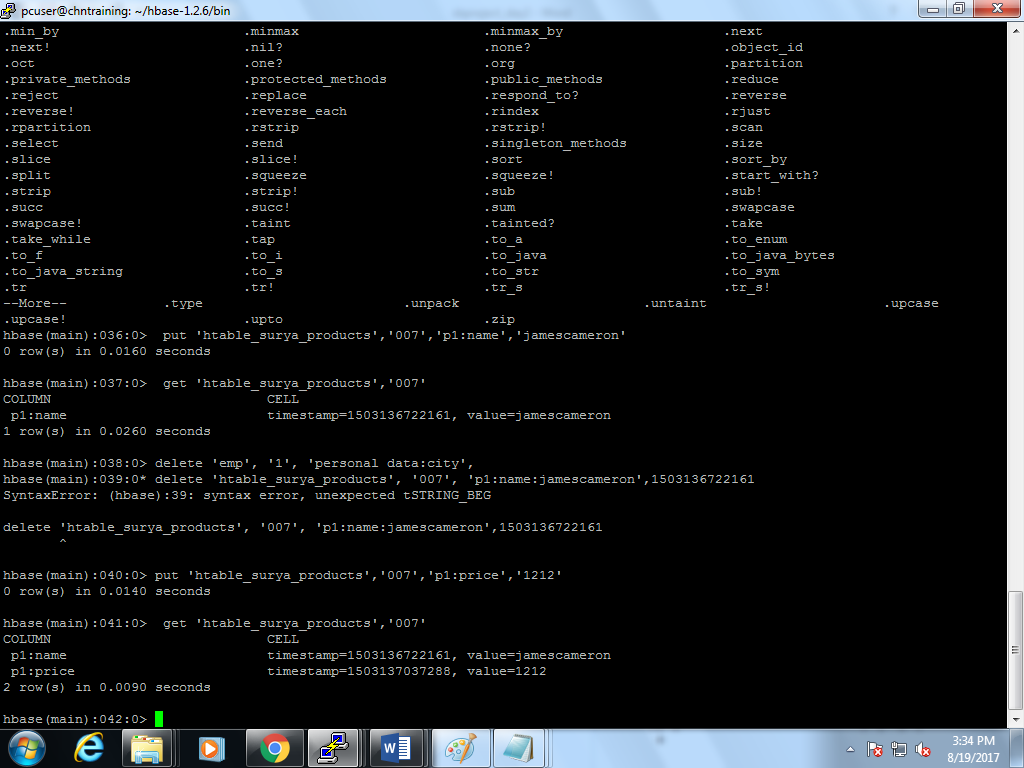 pcuser@chntraining: ~/hbase-1.2.6/bin
.min_by .minmax .minmax_by .next
.next! .nil? .none? .object_id
.oct .one? .org .partition
.private_methods .protected_methods .public_methods .reduce
.reject .replace .respond_to? .reverse
.reverse! .reverse_each .rindex .rjust
.rpartition .rstrip .rstrip! .scan
.select .send .singleton_methods .size
.slice .slice! .sort .sort_by
.split .squeeze .squeeze! .start_with?
.strip .strip! .sub .sub!
.succ .succ! .sum .swapcase
.swapcase! .taint .tainted? .take
.take_while .tap .to_a .to_enum
.to_f .to_i .to_java .to_java_bytes
.to_java_string .to_s .to_str .to_sym
.tr .tr! .tr_s .tr_s!
--More-- .type .unpack .untaint .upcase
.upcase! .upto .zip
hbase(main):036:0>  put 'htable_surya_products','007','p1:name','jamescameron'
0 row(s) in 0.0160 seconds
hbase(main):037:0>  get 'htable_surya_products','007'
COLUMN CELL
p1:name timestamp=1503136722161, value=jamescameron
1 row(s) in 0.0260 seconds
hbase(main):038:0> delete 'emp', '1', 'personal data:city',
hbase(main):039:0* delete 'htable_surya_products', '007', 'p1:name:jamescameron',1503136722161
SyntaxError: (hbase):39: syntax error, unexpected tSTRING_BEG
delete 'htable_surya_products', '007', 'p1:name:jamescameron',1503136722161
^
hbase(main):040:0> put 'htable_surya_products','007','p1:price','1212'
0 row(s) in 0.0140 seconds
hbase(main):041:0>  get 'htable_surya_products','007'
COLUMN CELL
p1:name timestamp=1503136722161, value=jamescameron
p1:price timestamp=1503137037288, value=1212
2 row(s) in 0.0090 seconds
hbase(main):042:0>
3:34 PM
8/19/2017